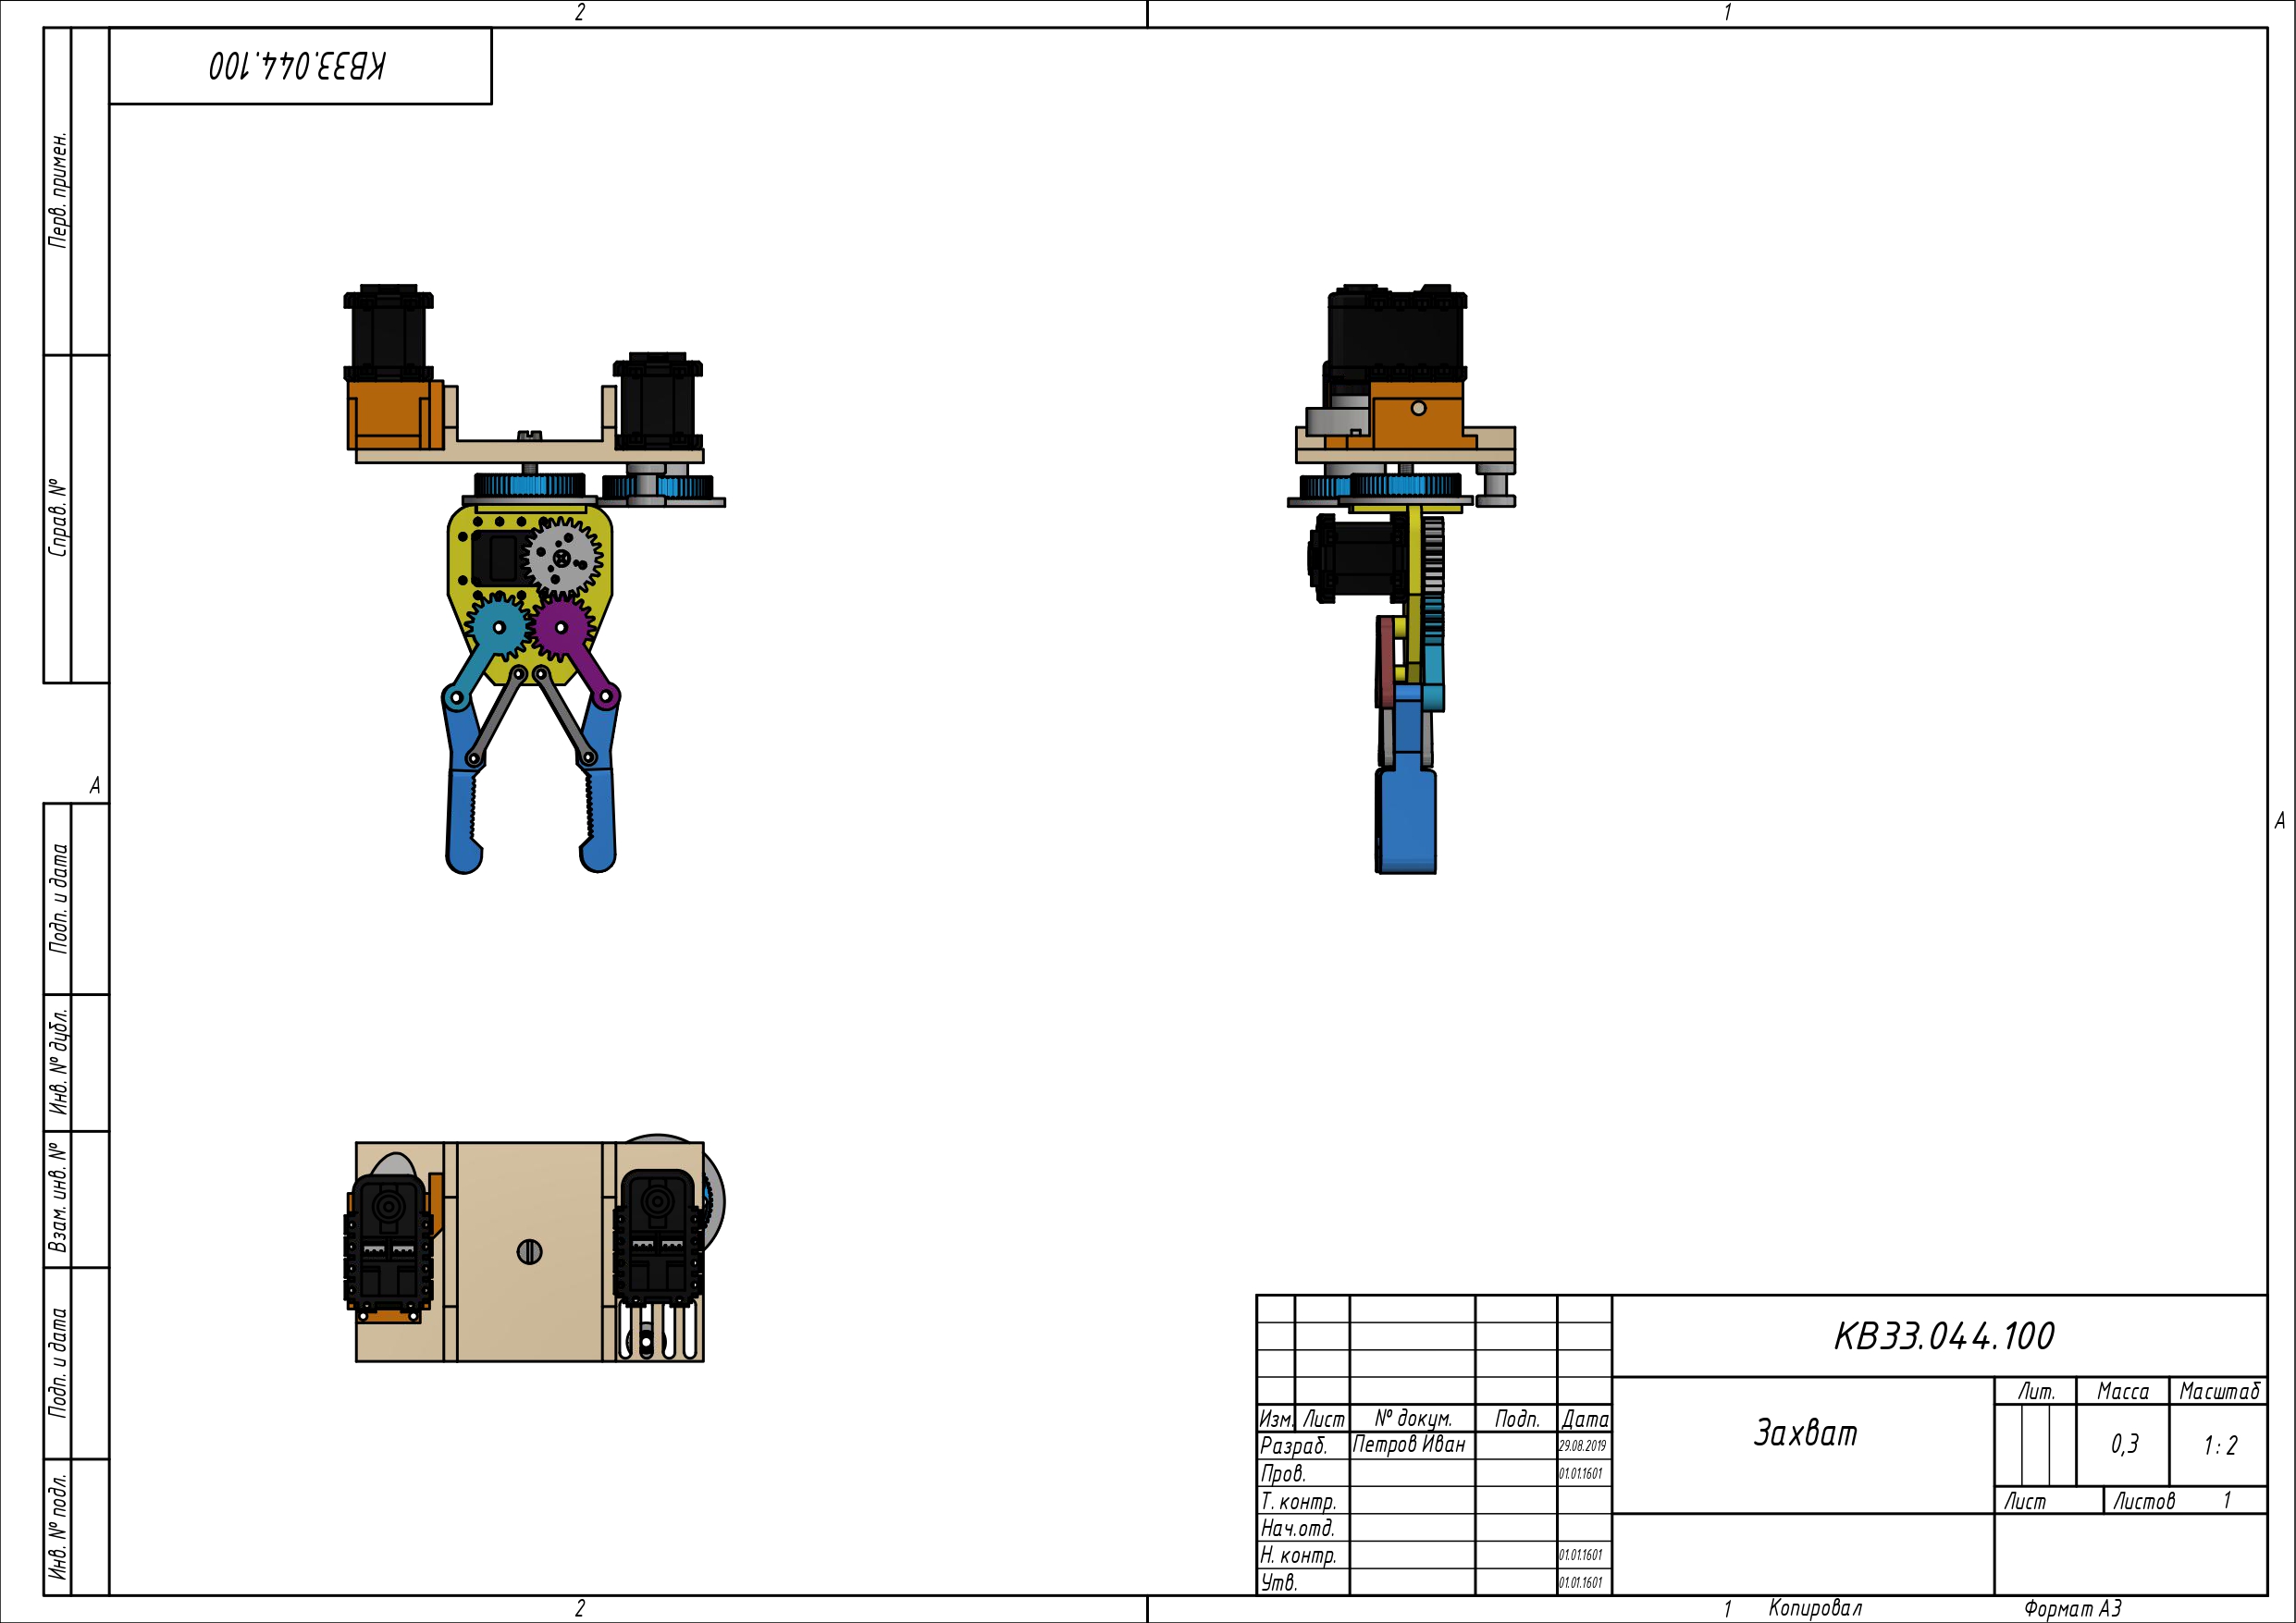 2
1
КВЗЗ.044.100
Перв. примен.
Справ. №
А
А
Подп. и дата
Инв. № дубл.
Взам. инв. №
Подп. и дата
Инв. № подл.
КВЗЗ.044.100
Лит. Масса Масштаб
Изм. Лист № докум. Подп. Дата
Разраб. Петров Иван 29.08.2019
Захват
0,3 1:2
Пров. 01.01.1601
Т. контр.
Лист Листов 1
Нач.отд.
Н. контр. 01.01.1601
Утв. 01.01.1601
2
1
Копировал Формат А3